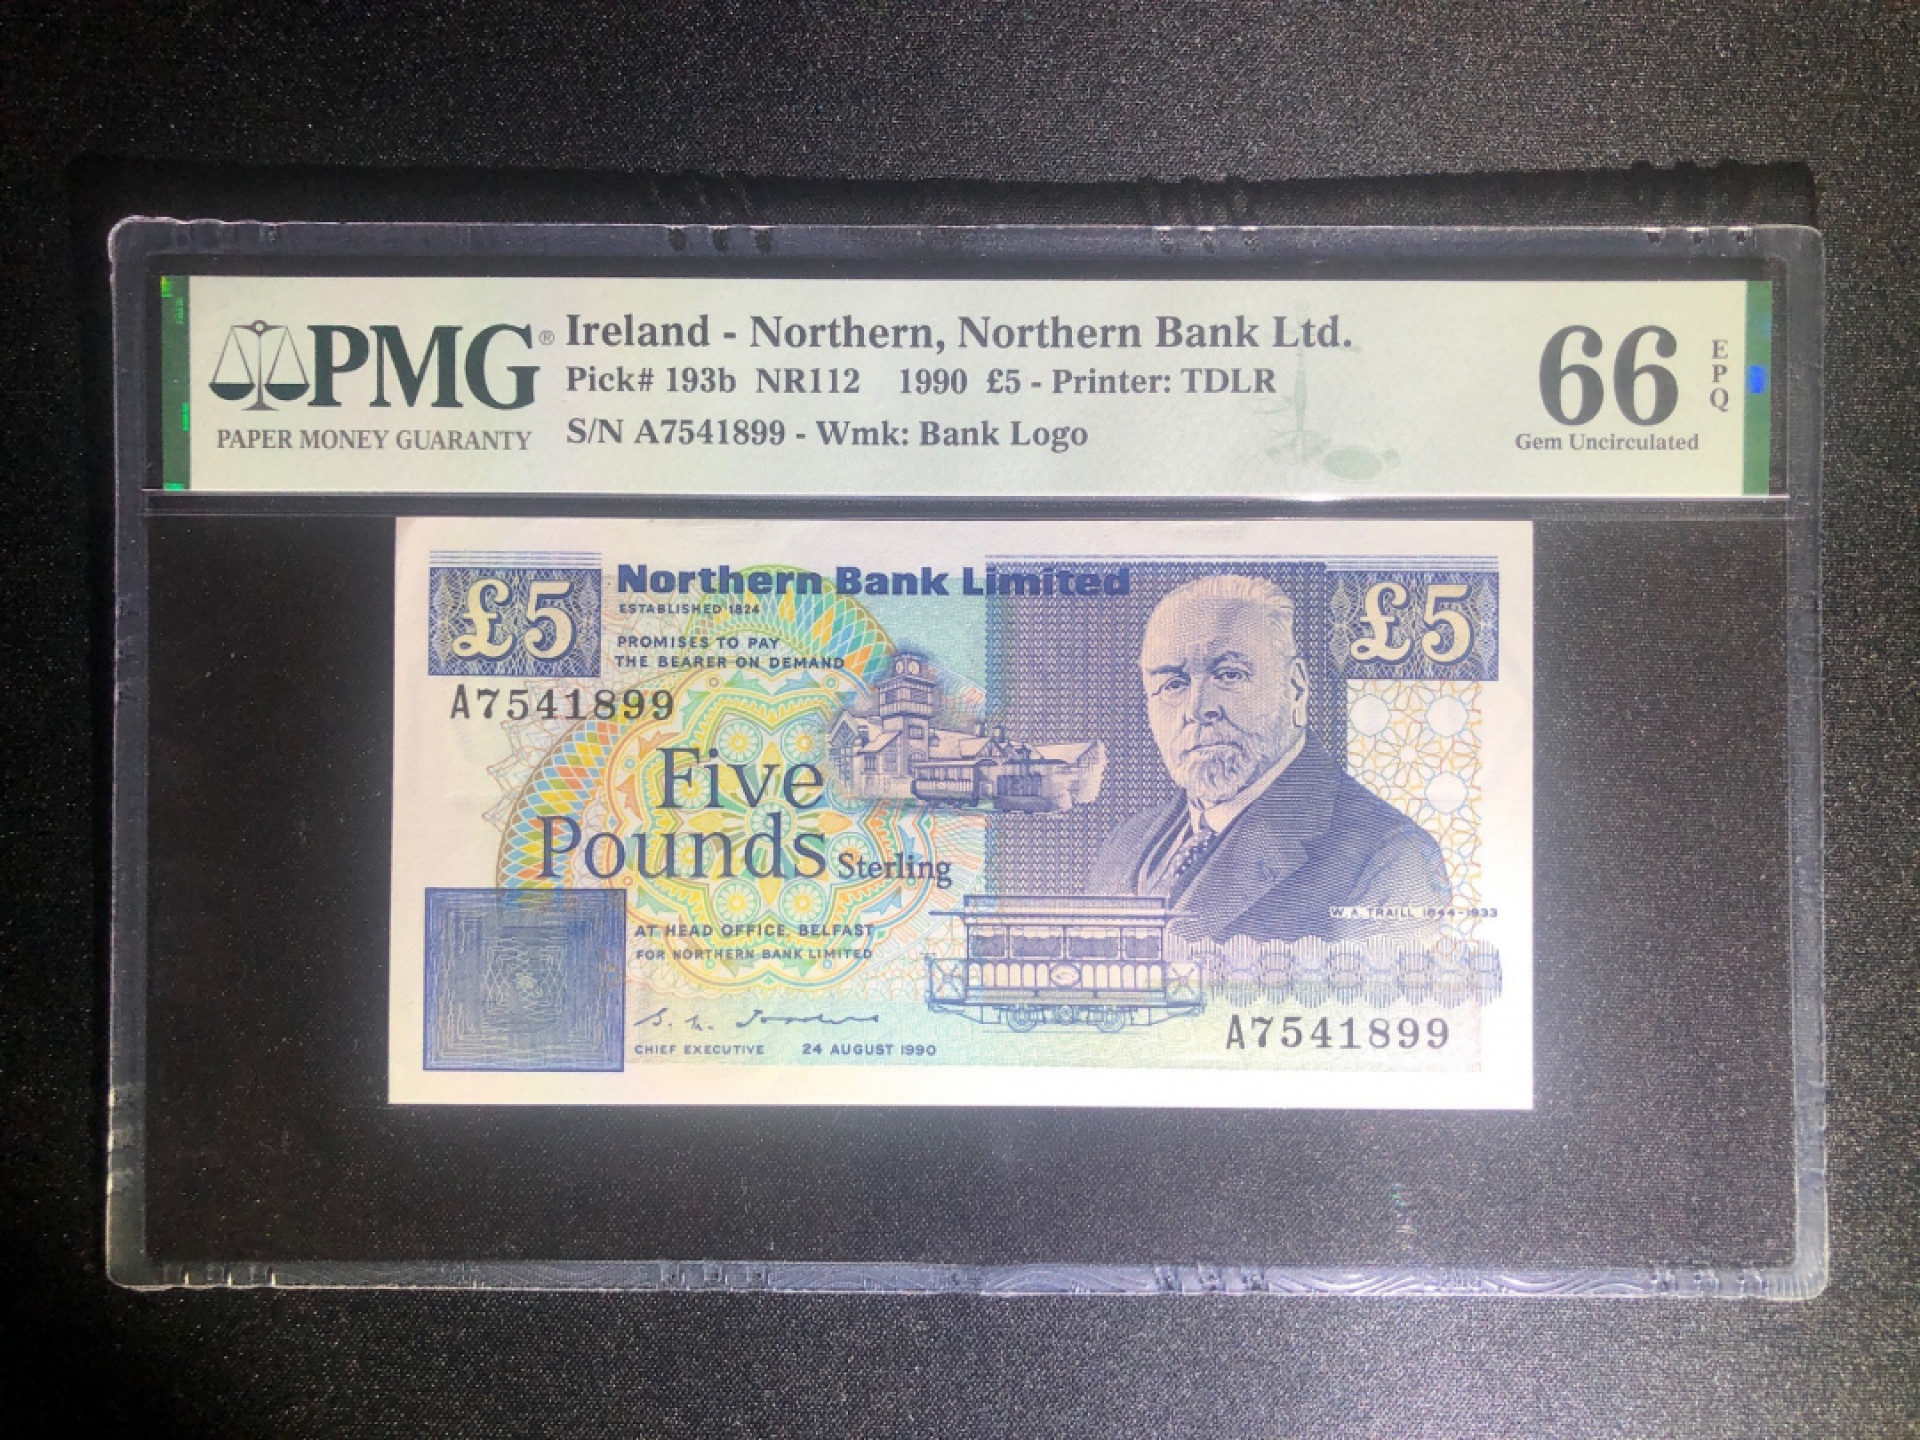 PMG®
PAPER MONEY GUARANTY
Ireland - Northern, Northern Bank Ltd.
Pick# 193b NR112 1990 £5 - Printer: TDLR
S/N A7541899 - Wmk: Bank Logo
66
EPQ
Gem Uncirculated
£5
Northern Bank Limited
£5
ESTABLISHED 1824
PROMISES TO PAY
THE BEARER ON DEMAND
A7541899
Five
Pounds Sterling
W. A. TRAILL 1844-1933
AT HEAD OFFICE, BELFAST
FOR NORTHERN BANK LIMITED
CHIEF EXECUTIVE 24 AUGUST 1990
A7541899